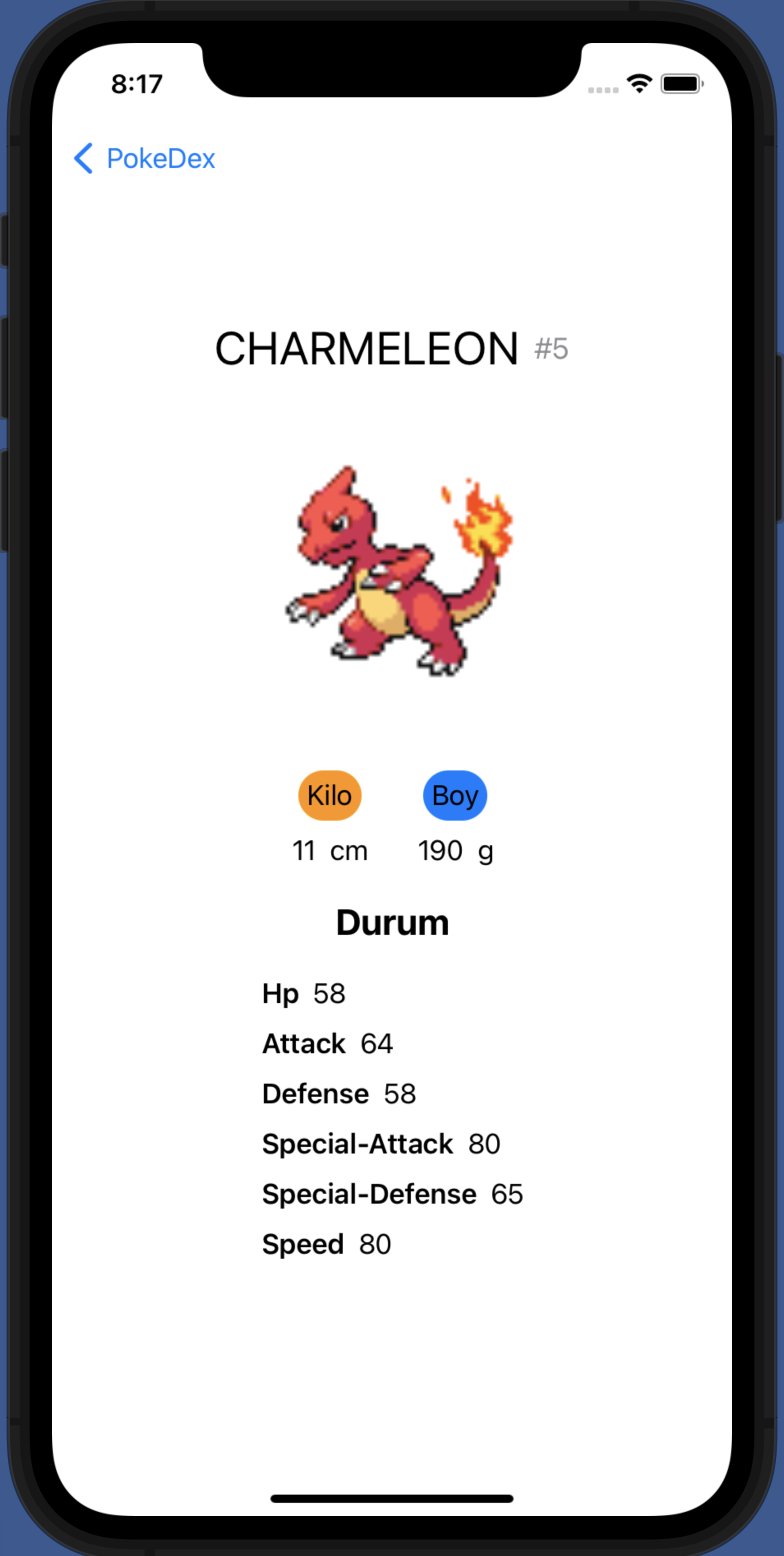 8:17
PokeDex
CHARMELEON #5
Kilo Boy
11 cm 190 g
Durum
Hp 58
Attack 64
Defense 58
Special-Attack 80
Special-Defense 65
Speed 80